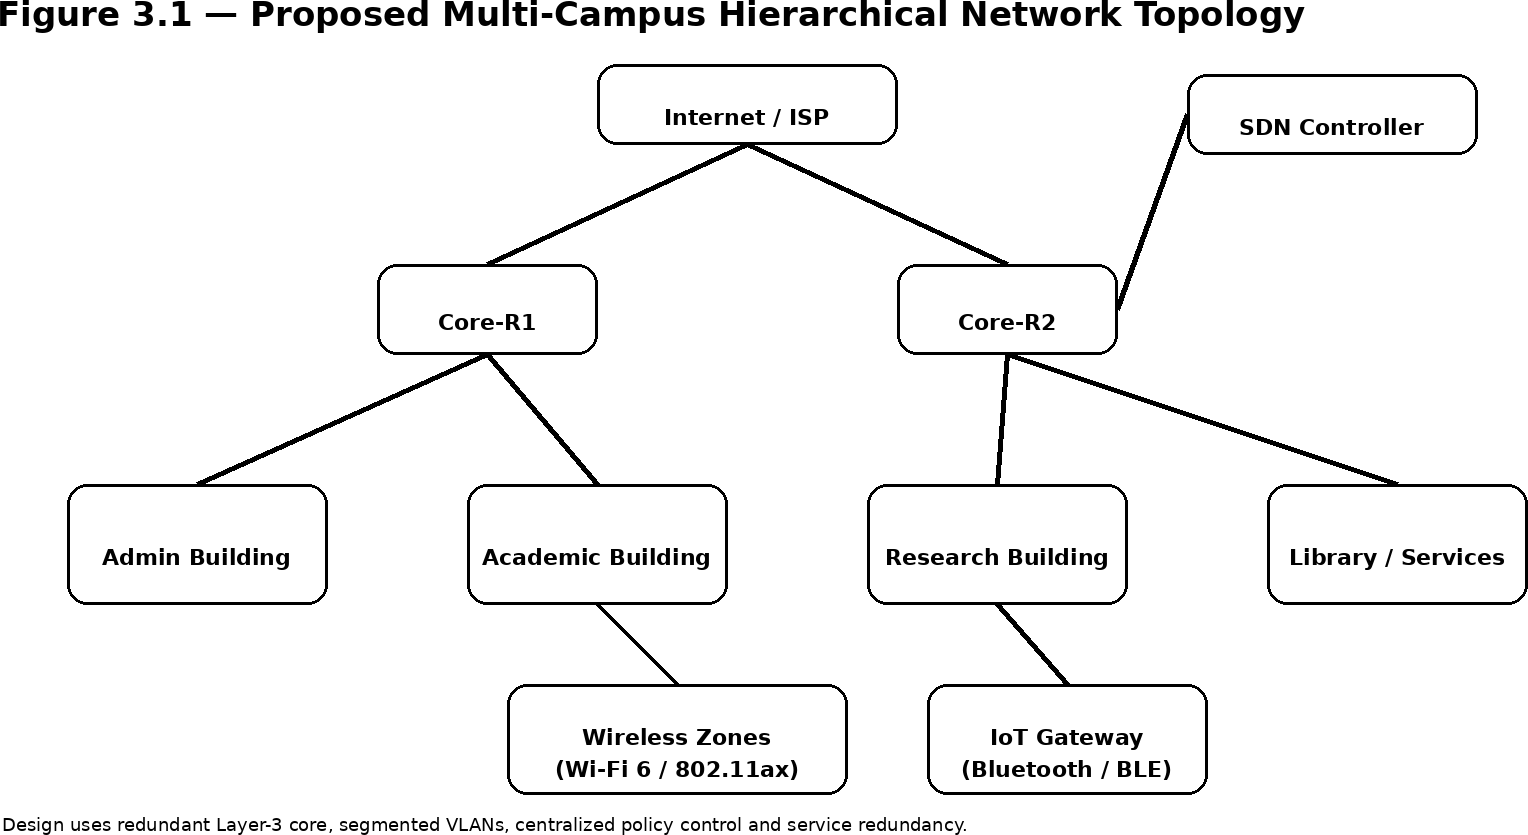 Figure 3.1 — Proposed Multi-Campus Hierarchical Network Topology
Internet / ISP
SDN Controller
Core-R1
Core-R2
Admin Building
Academic Building
Research Building
Library / Services
Wireless Zones
(Wi-Fi 6 / 802.11ax)
IoT Gateway
(Bluetooth / BLE)
Design uses redundant Layer-3 core, segmented VLANs, centralized policy control and service redundancy.